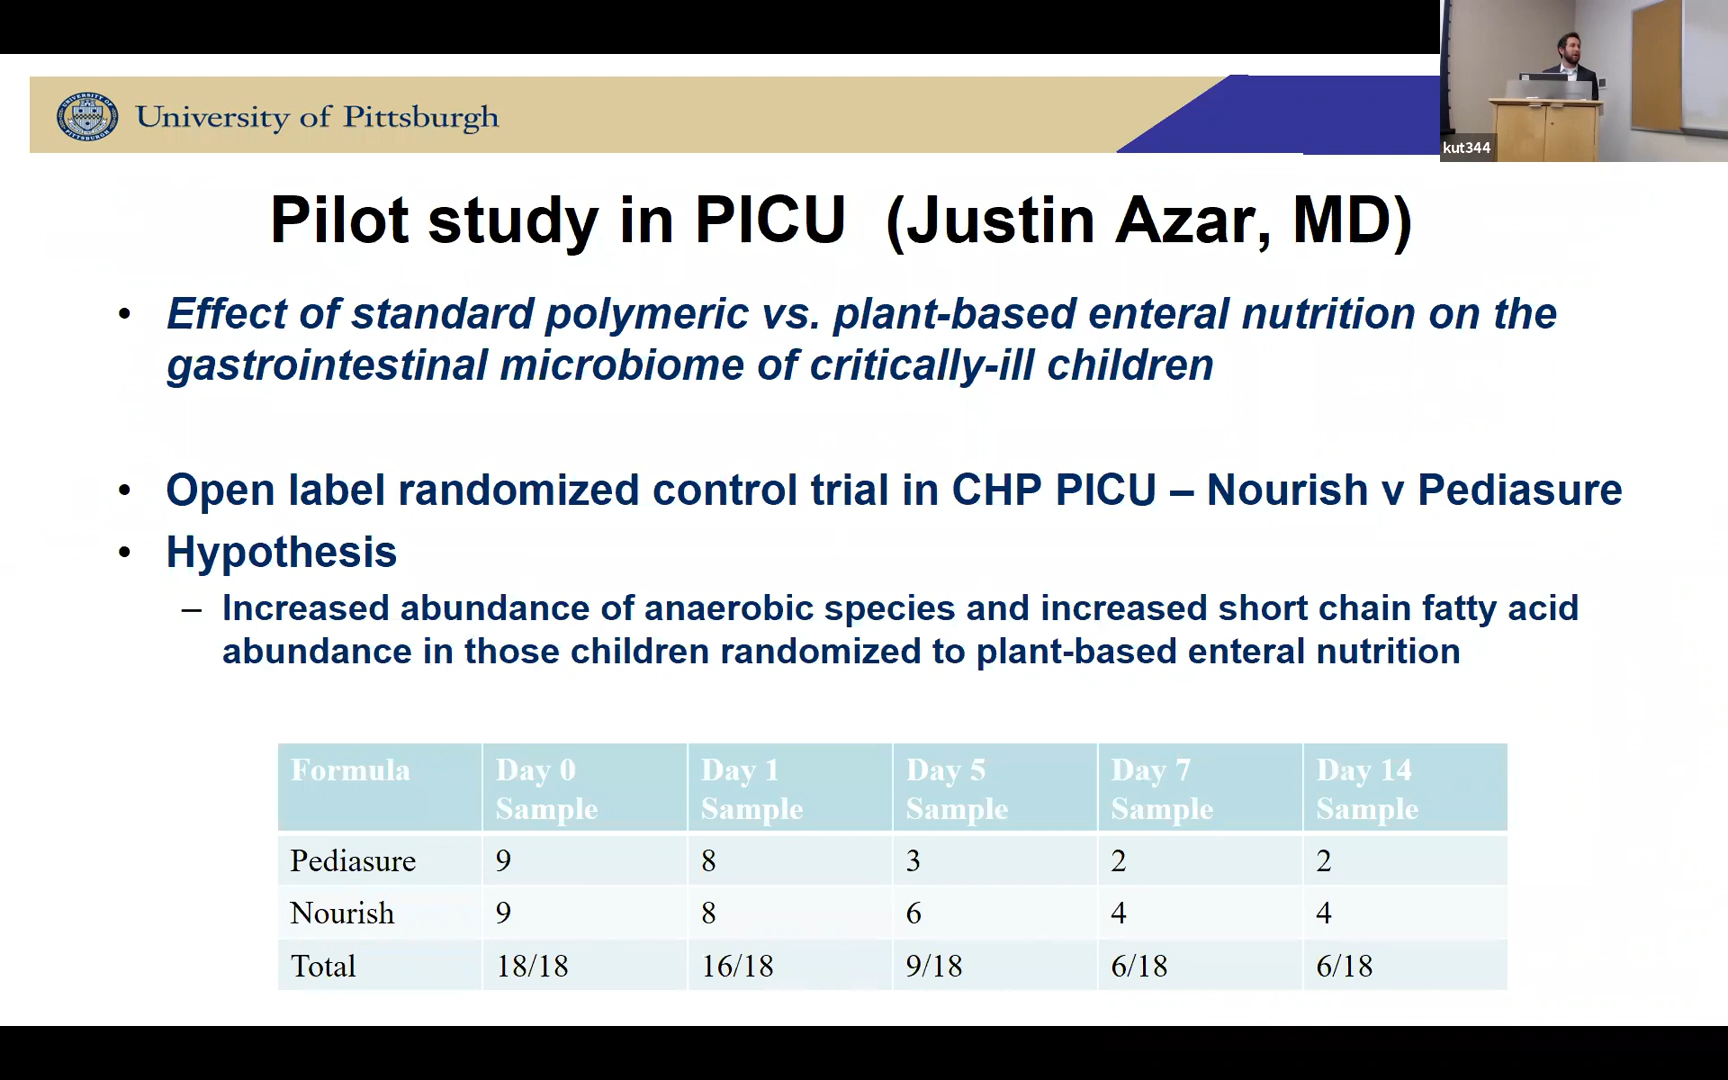 University of Pittsburgh
kut344
Pilot study in PICU (Justin Azar, MD)
• Effect of standard polymeric vs. plant-based enteral nutrition on the
gastrointestinal microbiome of critically-ill children
• Open label randomized control trial in CHP PICU – Nourish v Pediasure
• Hypothesis
– Increased abundance of anaerobic species and increased short chain fatty acid
abundance in those children randomized to plant-based enteral nutrition
Formula Day 0 Sample Day 1 Sample Day 5 Sample Day 7 Sample Day 14 Sample
Pediasure 9 8 3 2 2
Nourish 9 8 6 4 4
Total 18/18 16/18 9/18 6/18 6/18